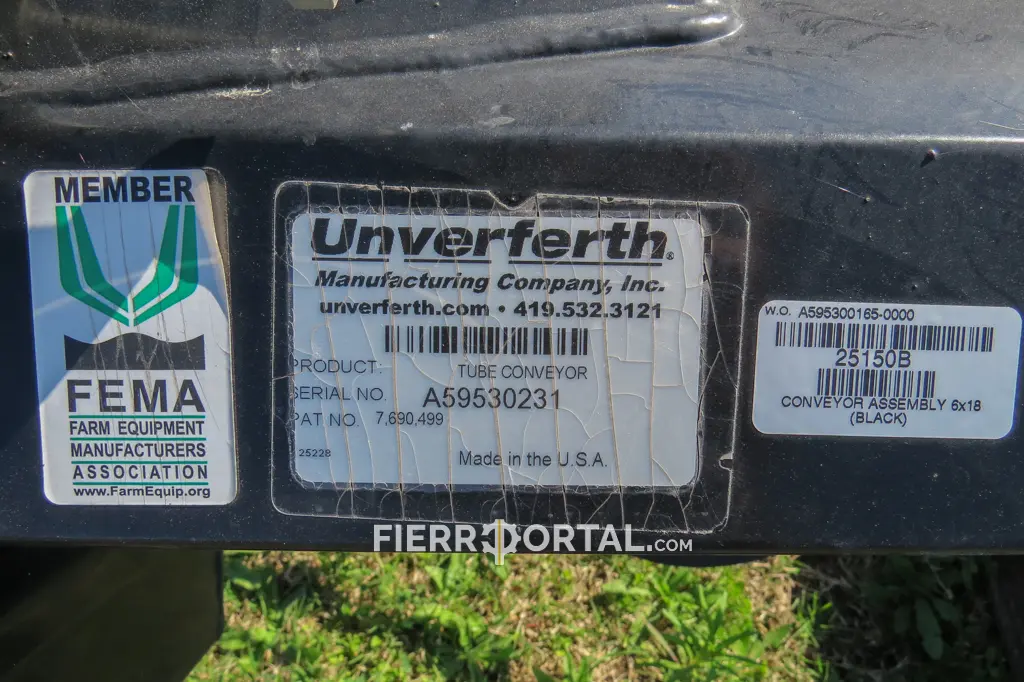 MEMBER
FEMA
FARM EQUIPMENT
MANUFACTURERS
ASSOCIATION
www.FarmEquip.org
Unverferth®
Manufacturing Company, Inc.
unverferth.com • 419.532.3121
PRODUCT: TUBE CONVEYOR
SERIAL NO. A59530231
PAT NO. 7,690,499
25228 Made in the U.S.A.
W.O. A595300165-0000
25150B
CONVEYOR ASSEMBLY 6x18
(BLACK)
FIERROPORTAL.COM